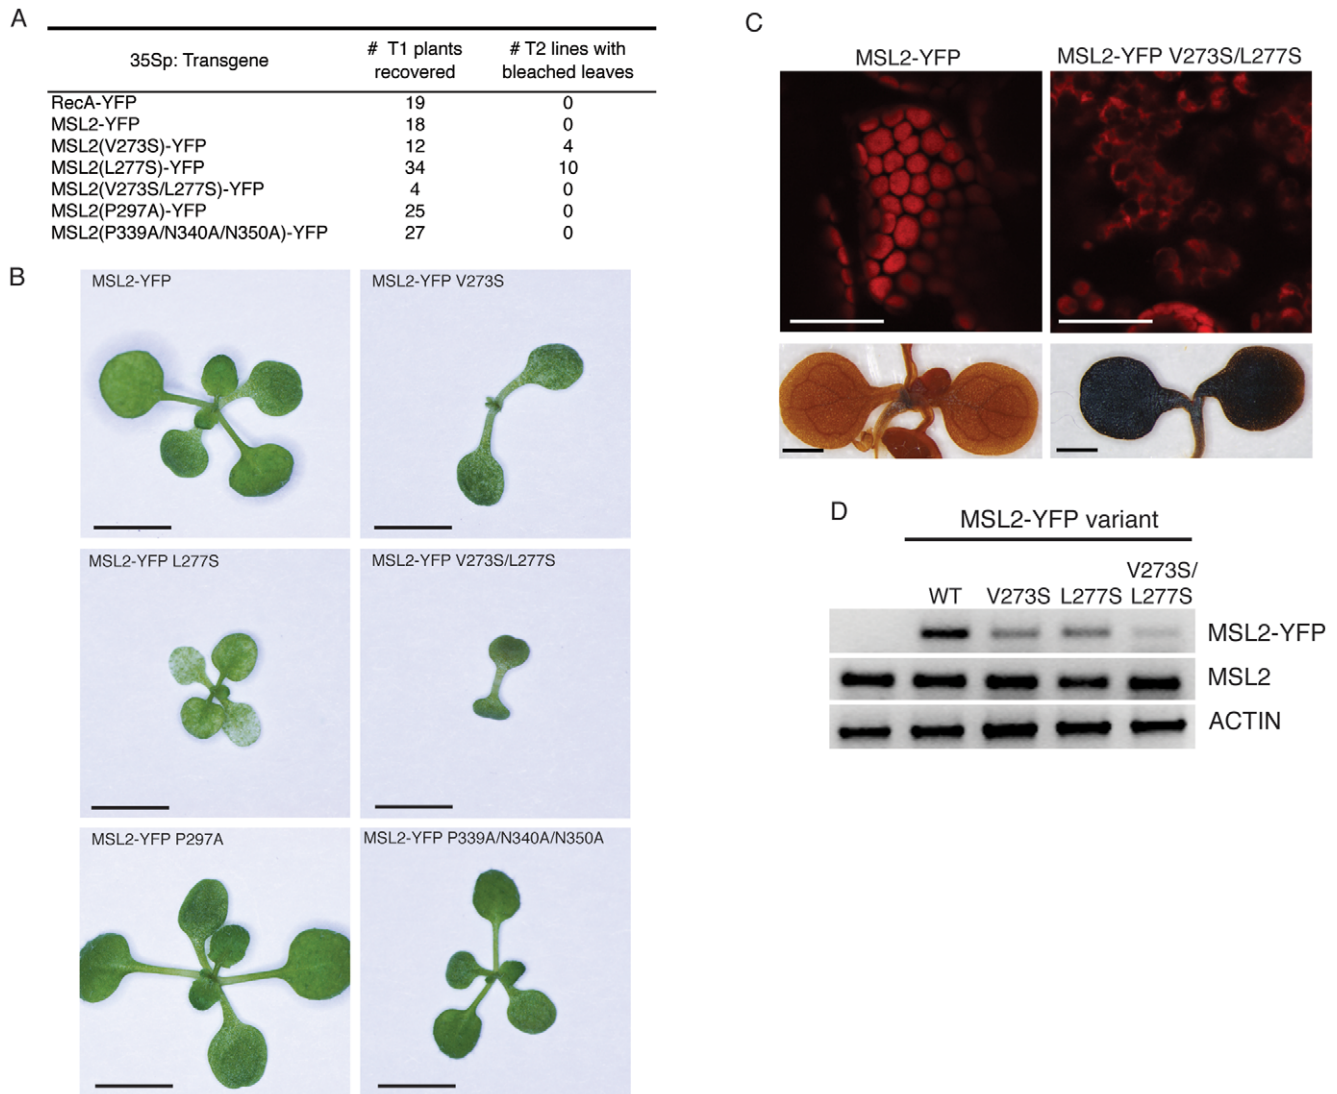 A
35Sp: Transgene
# T1 plants recovered
# T2 lines with bleached leaves
RecA-YFP 19 0
MSL2-YFP 18 0
MSL2(V273S)-YFP 12 4
MSL2(L277S)-YFP 34 10
MSL2(V273S/L277S)-YFP 4 0
MSL2(P297A)-YFP 25 0
MSL2(P339A/N340A/N350A)-YFP 27 0
B
MSL2-YFP
MSL2-YFP V273S
MSL2-YFP L277S
MSL2-YFP V273S/L277S
MSL2-YFP P297A
MSL2-YFP P339A/N340A/N350A
C
MSL2-YFP
MSL2-YFP V273S/L277S
D
MSL2-YFP variant
WT
V273S
L277S
V273S/
L277S
MSL2-YFP
MSL2
ACTIN